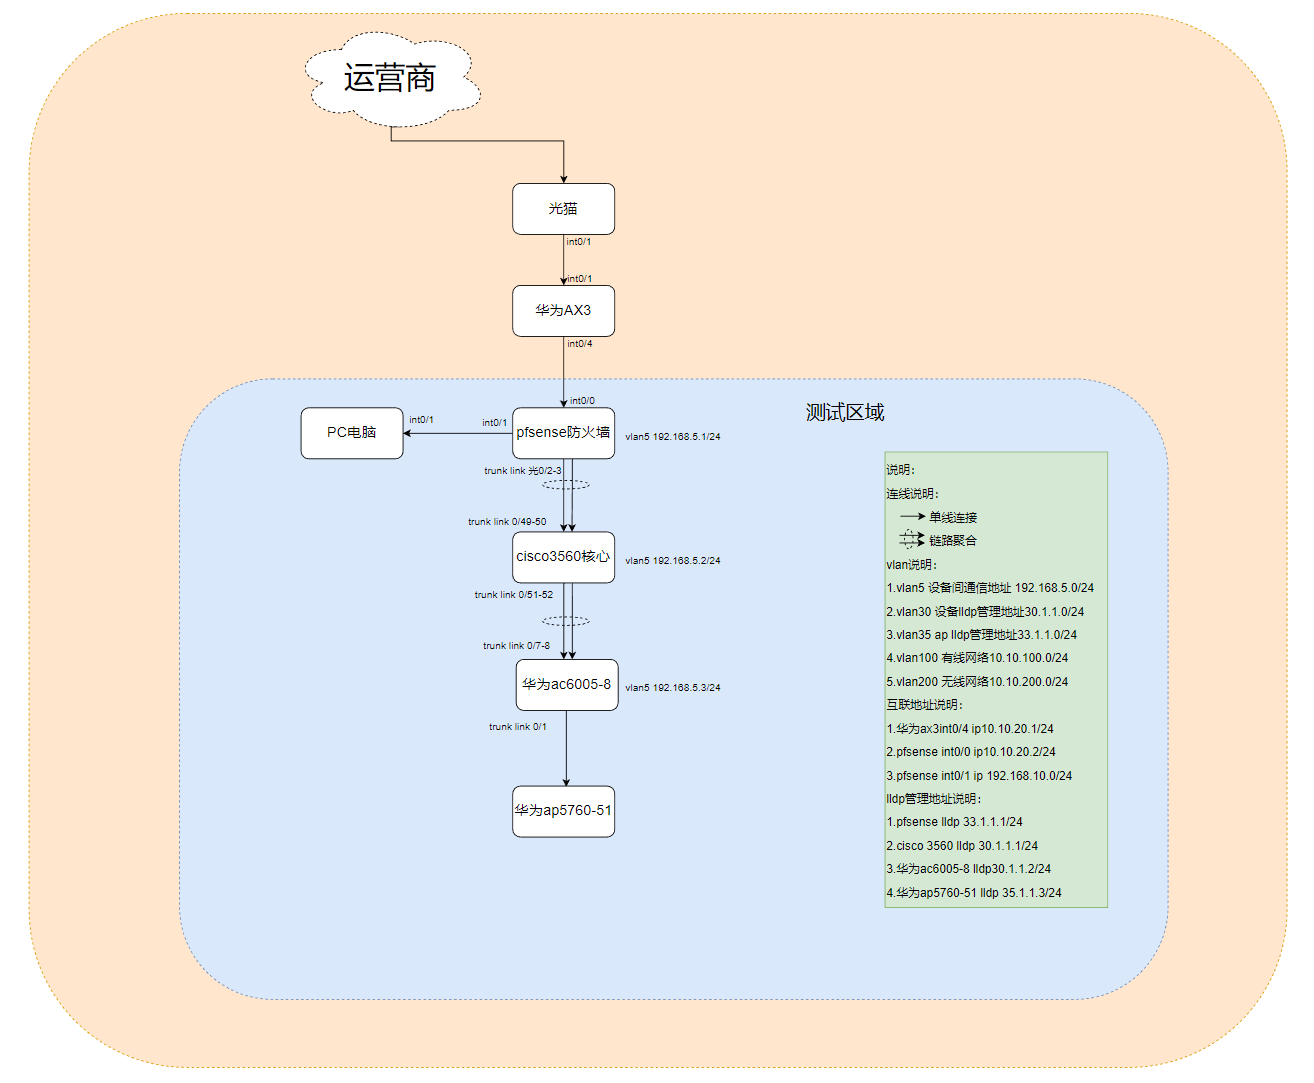 运营商
光猫
int0/1
int0/1
华为AX3
int0/4
测试区域
int0/0
PC电脑
int0/1
int0/1
pfsense防火墙
vlan5 192.168.5.1/24
trunk link 光0/2-3
trunk link 0/49-50
cisco3560核心
vlan5 192.168.5.2/24
trunk link 0/51-52
trunk link 0/7-8
华为ac6005-8
vlan5 192.168.5.3/24
trunk link 0/1
华为ap5760-51
说明：
连线说明：
单线连接
链路聚合
vlan说明：
1.vlan5 设备间通信地址 192.168.5.0/24
2.vlan30 设备lldp管理地址30.1.1.0/24
3.vlan35 ap lldp管理地址33.1.1.0/24
4.vlan100 有线网络10.10.100.0/24
5.vlan200 无线网络10.10.200.0/24
互联地址说明：
1.华为ax3int0/4 ip10.10.20.1/24
2.pfsense int0/0 ip10.10.20.2/24
3.pfsense int0/1 ip 192.168.10.0/24
lldp管理地址说明：
1.pfsense lldp 33.1.1.1/24
2.cisco 3560 lldp 30.1.1.1/24
3.华为ac6005-8 lldp30.1.1.2/24
4.华为ap5760-51 lldp 35.1.1.3/24